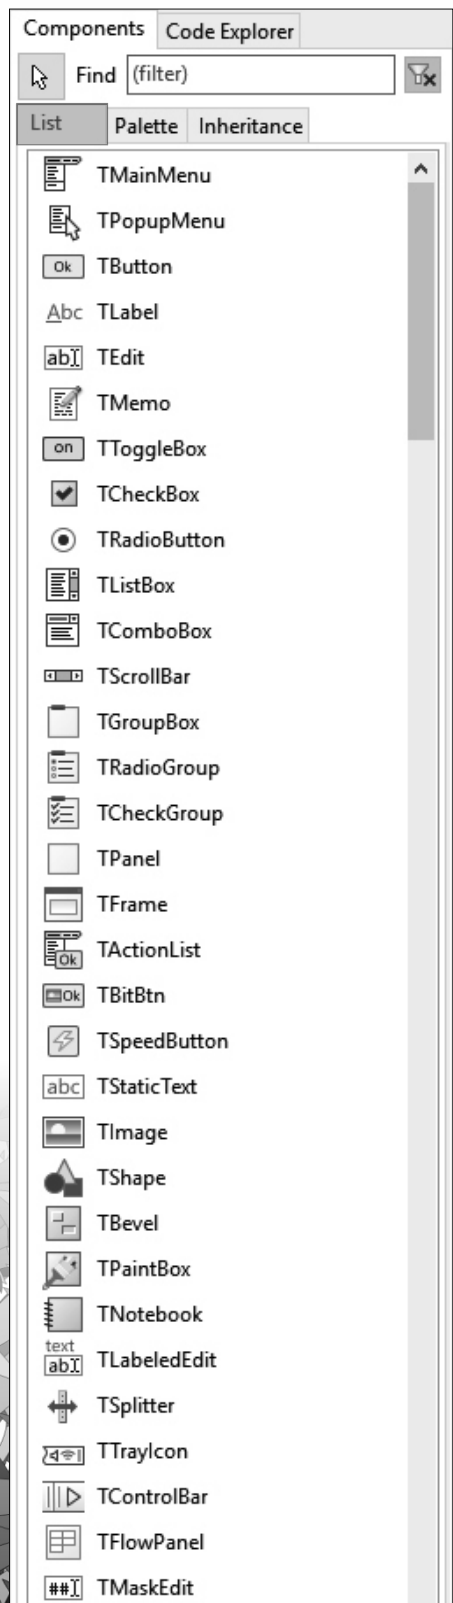 Components Code Explorer
Find (filter)
List Palette Inheritance
TMainMenu
TPopupMenu
Ok TButton
Abc TLabel
ab TEdit
TMemo
on TToggleBox
TCheckBox
TRadioButton
TListBox
TComboBox
TScrollBar
TGroupBox
TRadioGroup
TCheckGroup
TPanel
TFrame
Ok TActionList
Ok TBitBtn
TSpeedButton
abc TStaticText
TImage
TShape
TBevel
TPaintBox
TNotebook
text
ab TLabeledEdit
TSplitter
TTrayIcon
TControlBar
TFlowPanel
## TMaskEdit